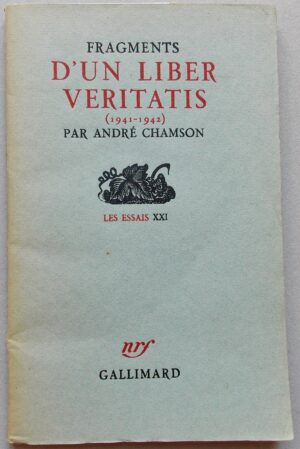 FRAGMENTS
D'UN LIBER
VERITATIS
(1941-1942)
PAR ANDRÉ CHAMSON
LES ESSAIS XXI
nrf
GALLIMARD